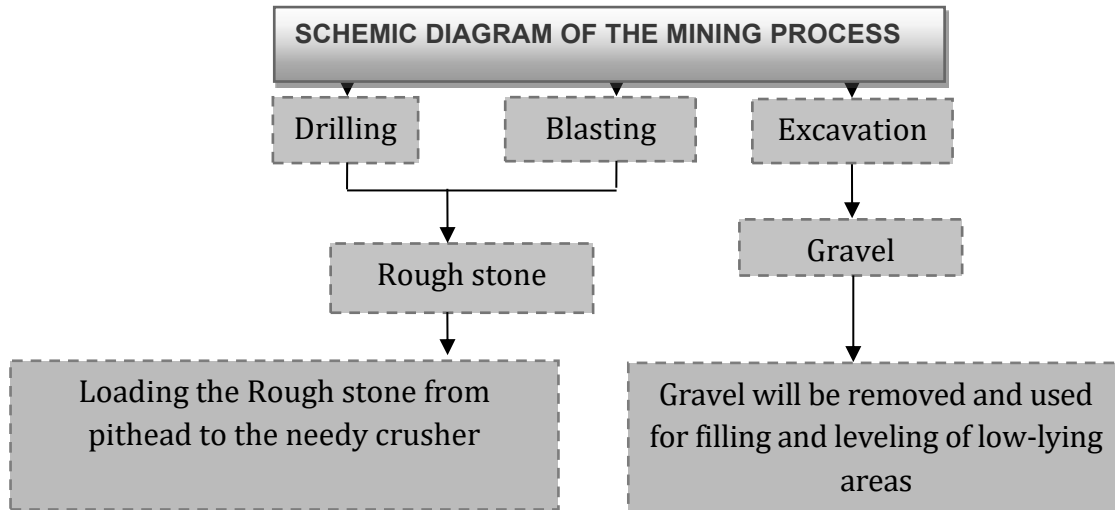 SCHEMIC DIAGRAM OF THE MINING PROCESS
Drilling
Blasting
Excavation
Rough stone
Gravel
Loading the Rough stone from
pithead to the needy crusher
Gravel will be removed and used
for filling and leveling of low-lying
areas